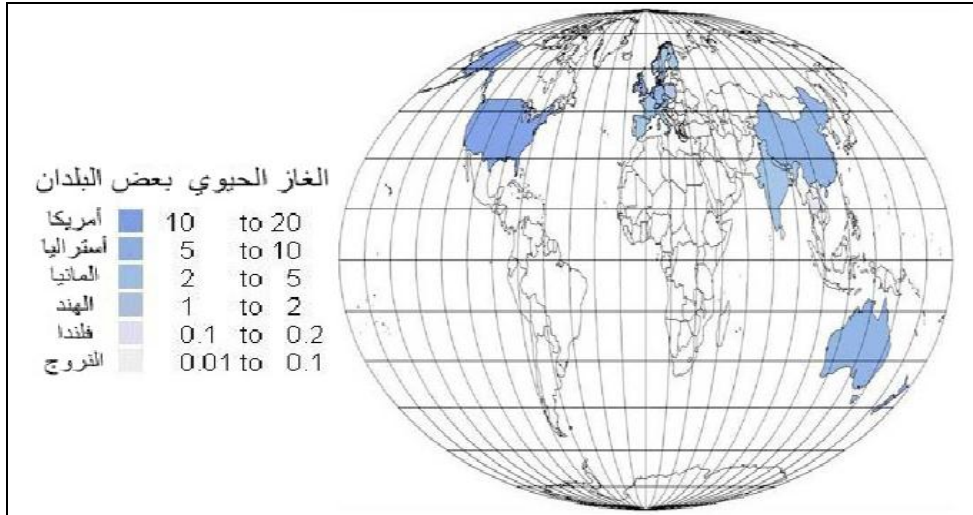 الغاز الحيوي بعض البلدان
أمريكا 10 to 20
أستراليا 5 to 10
المانيا 2 to 5
الهند 1 to 2
فلندا 0.1 to 0.2
النروج 0.01 to 0.1